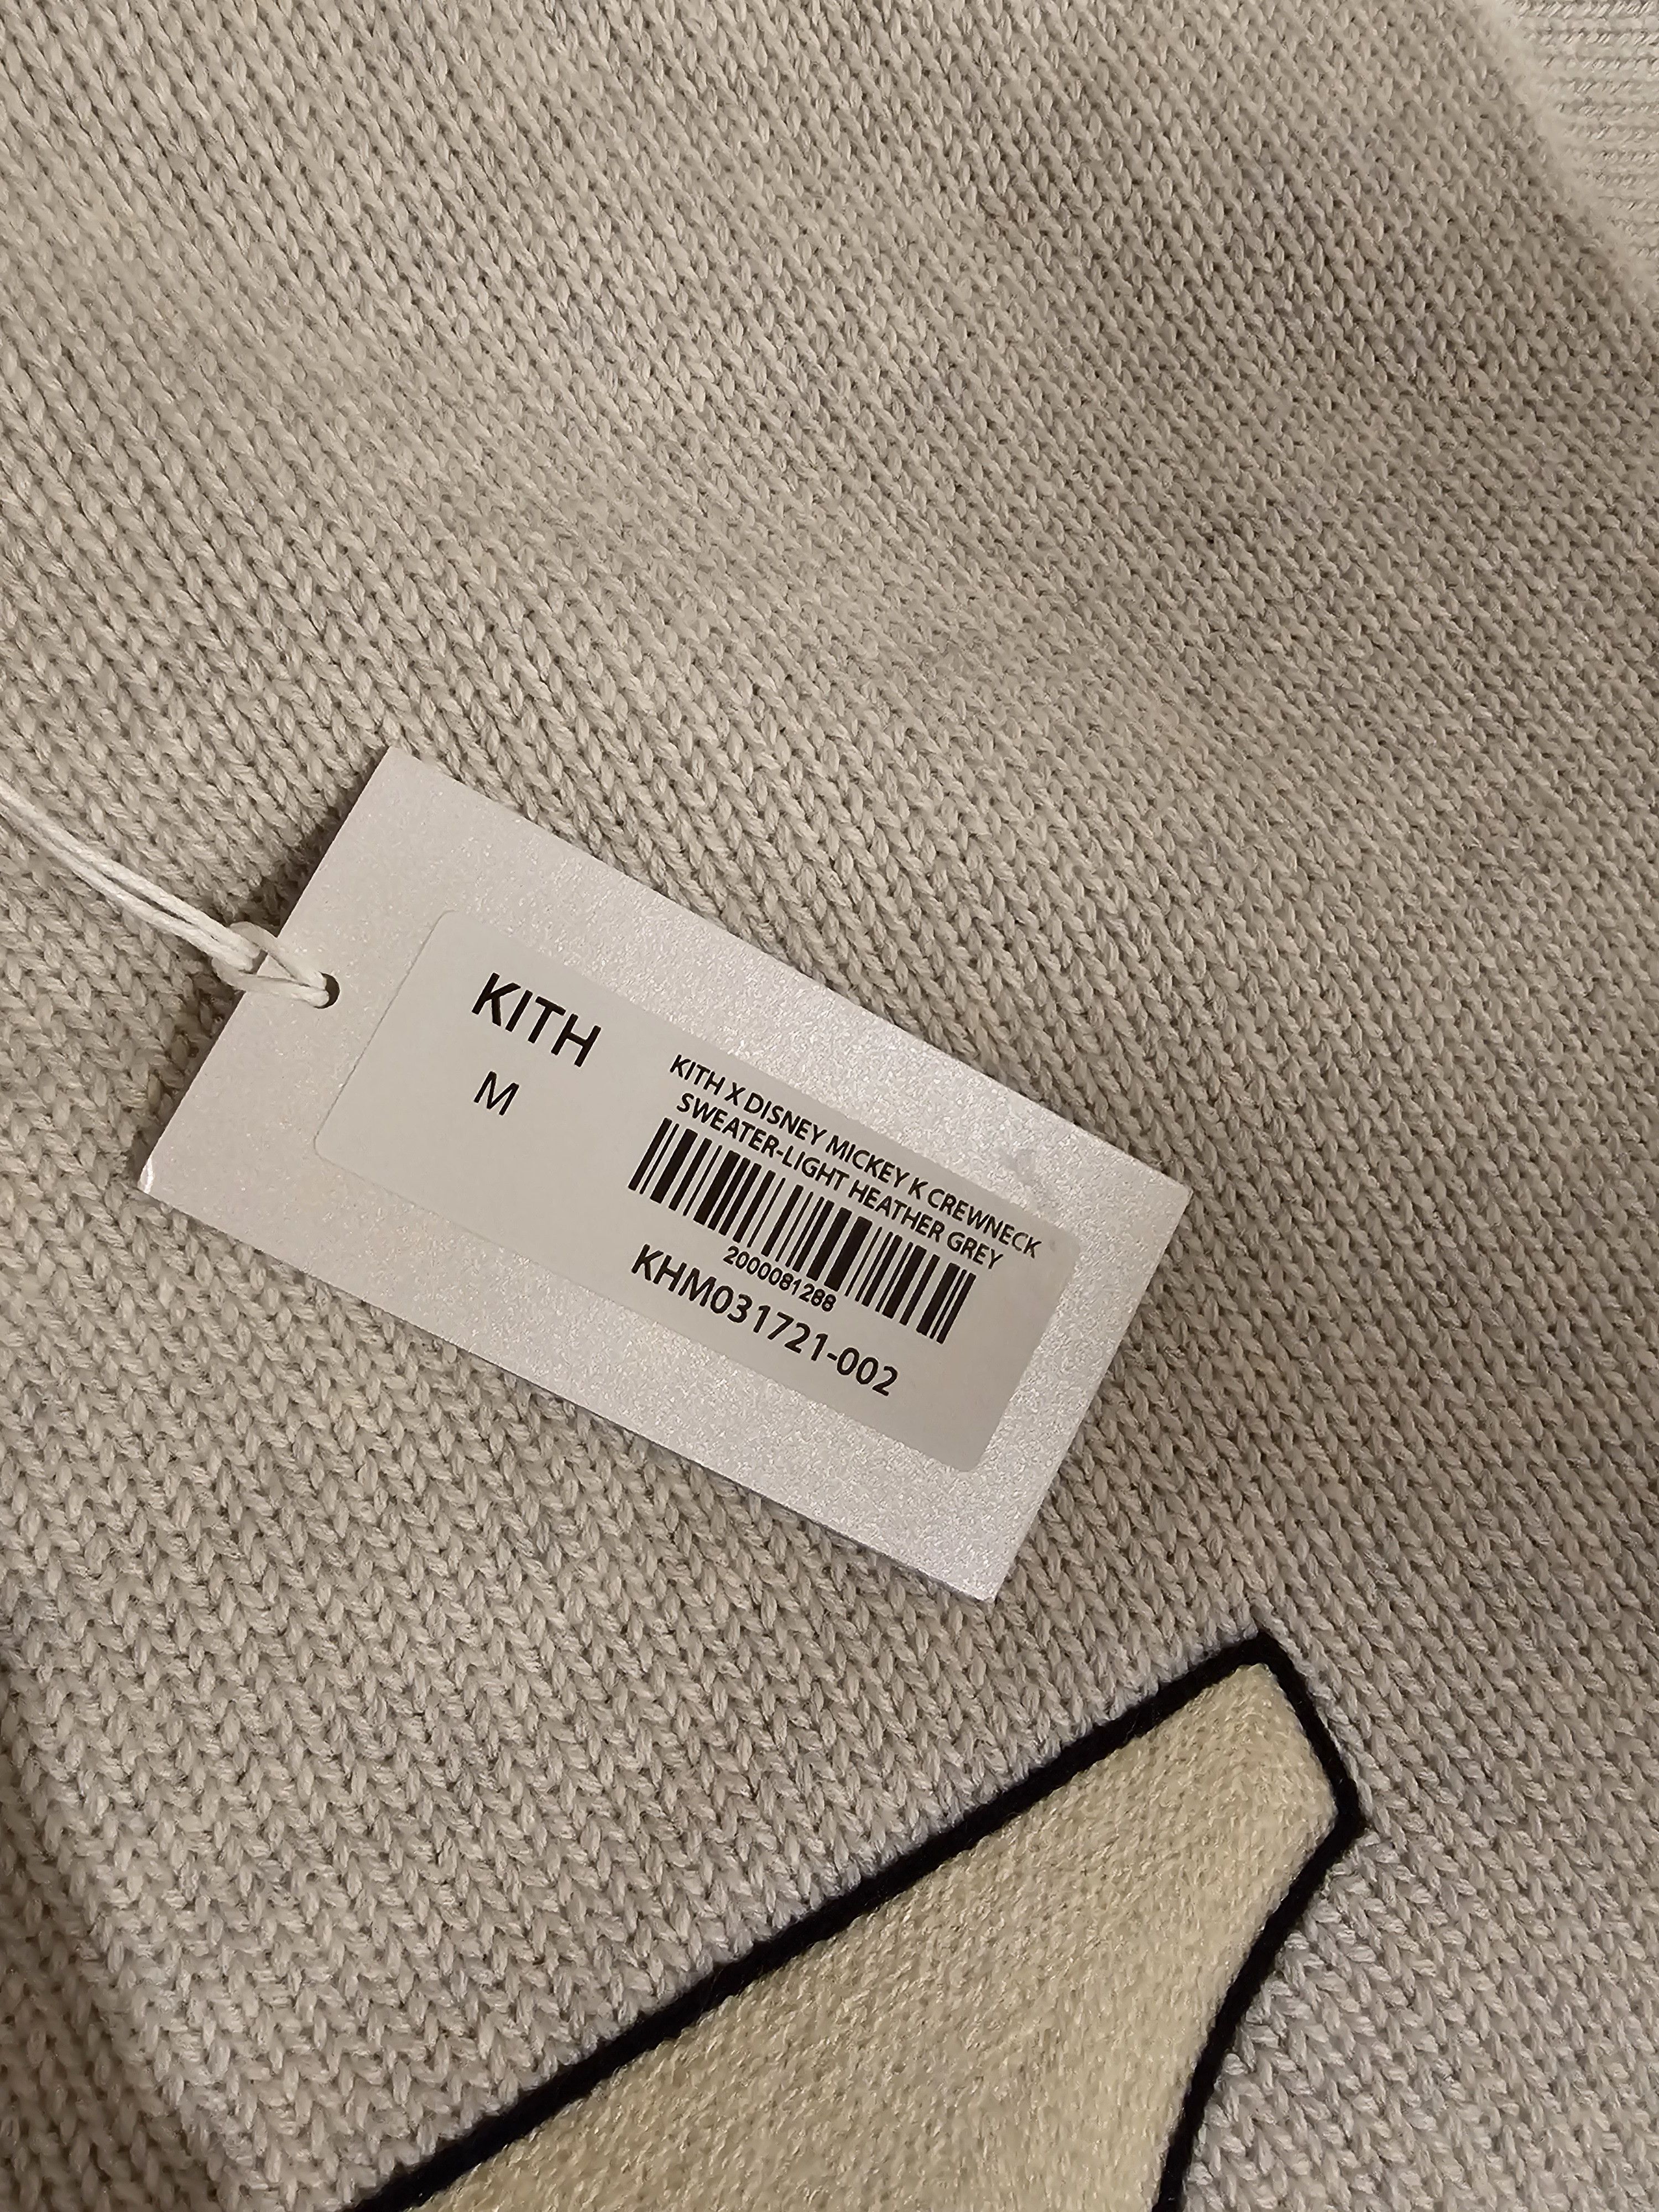 KITH
M
KITH X DISNEY MICKEY K CREWNECK
SWEATER-LIGHT HEATHER GREY
2000081288
KHM031721-002